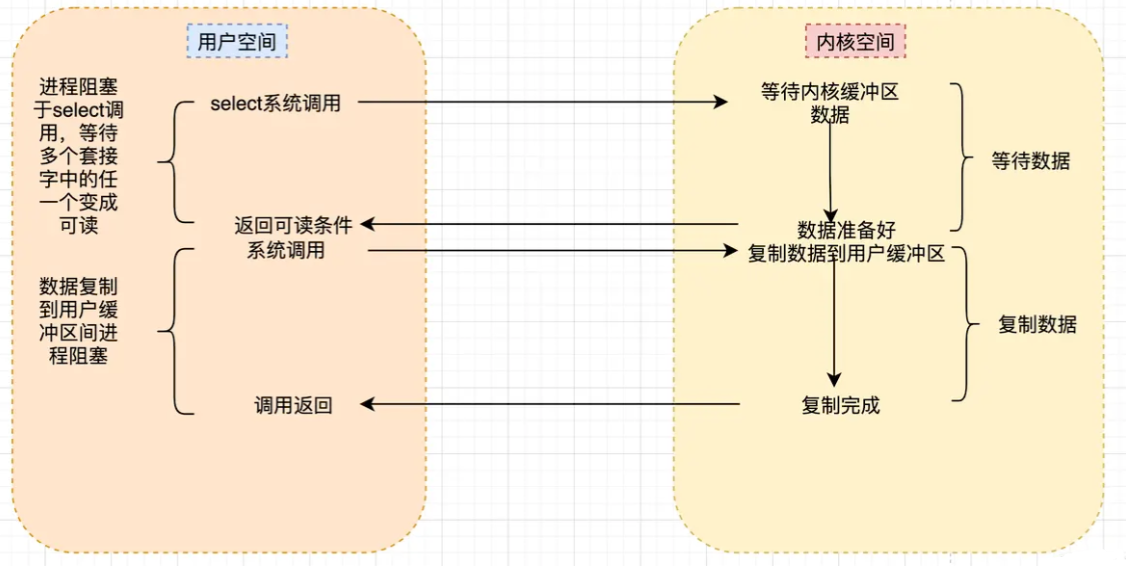 用户空间
进程阻塞
于select调
用，等待
多个套接
字中的任
一个变成
可读
select系统调用
返回可读条件
系统调用
数据复制
到用户缓
冲区间进
程阻塞
调用返回
内核空间
等待内核缓冲区
数据
等待数据
数据准备好
复制数据到用户缓冲区
复制数据
复制完成